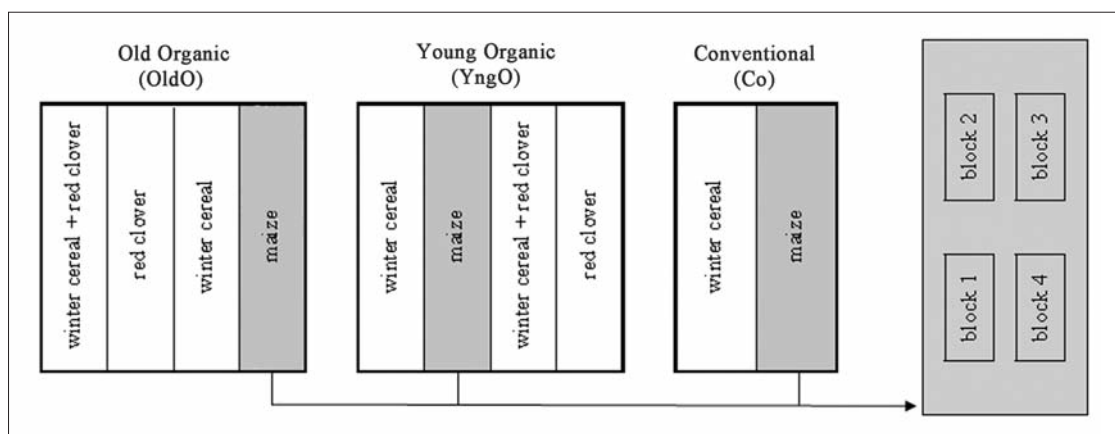 Old Organic
(OldO)
winter cereal + red clover
red clover
winter cereal
maize
Young Organic
(YngO)
winter cereal
maize
winter cereal + red clover
red clover
Conventional
(Co)
winter cereal
maize
block 2
block 3
block 1
block 4